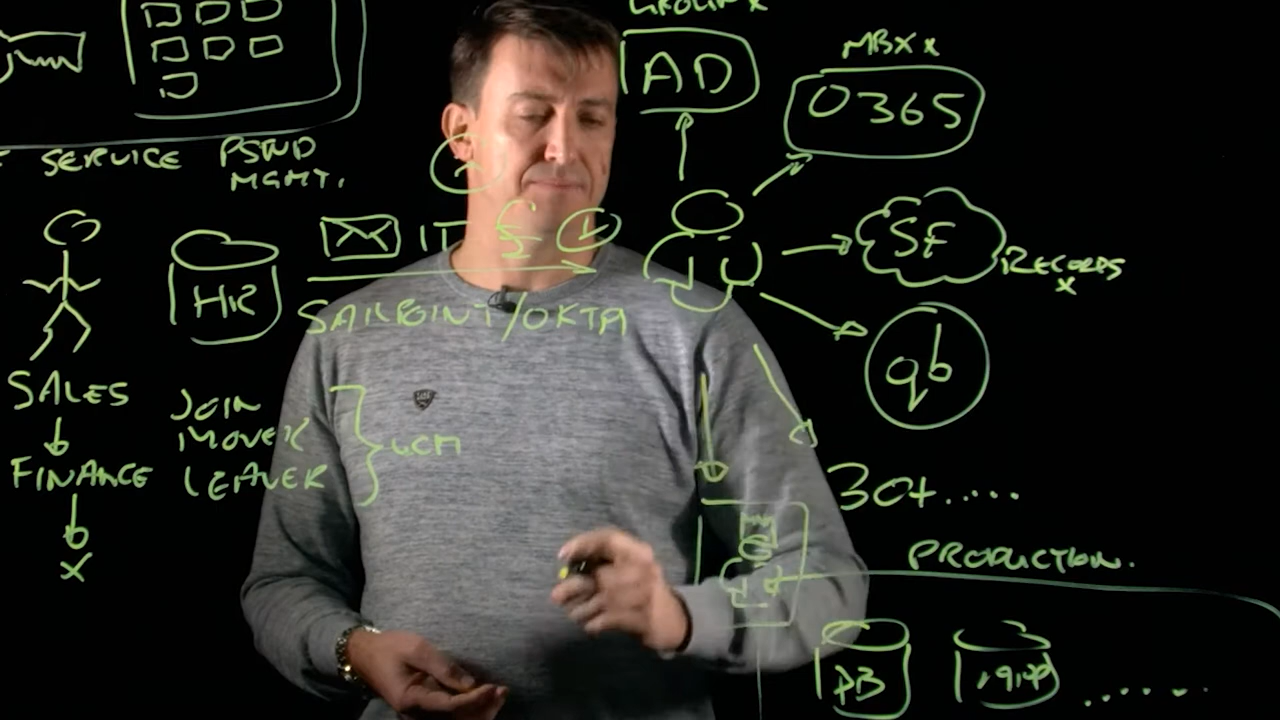 AD
MBX x
O365
SERVICE PSWD
MGMT.
IT
SF
RECORDS
x
HR
SAILPOINT/OKTA
qb
SALES
JOIN
MOVER
LCM
FINANCE
LEAVER
x
30+.....
PRODUCTION.
DB